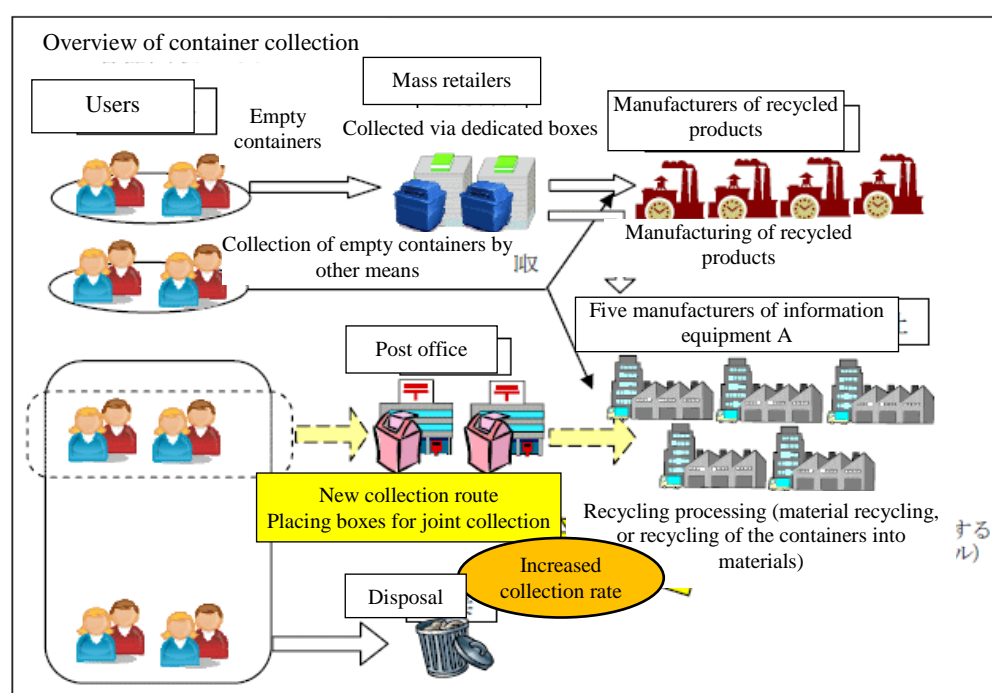 Overview of container collection
Users
Empty
containers
Mass retailers
Collected via dedicated boxes
Manufacturers of recycled
products
Manufacturing of recycled
products
Collection of empty containers by
other means
収
Five manufacturers of information
equipment A
Post office
〒
〒
New collection route
Placing boxes for joint collection
Recycling processing (material recycling,
or recycling of the containers into
materials)
する
ル)
Increased
collection rate
Disposal